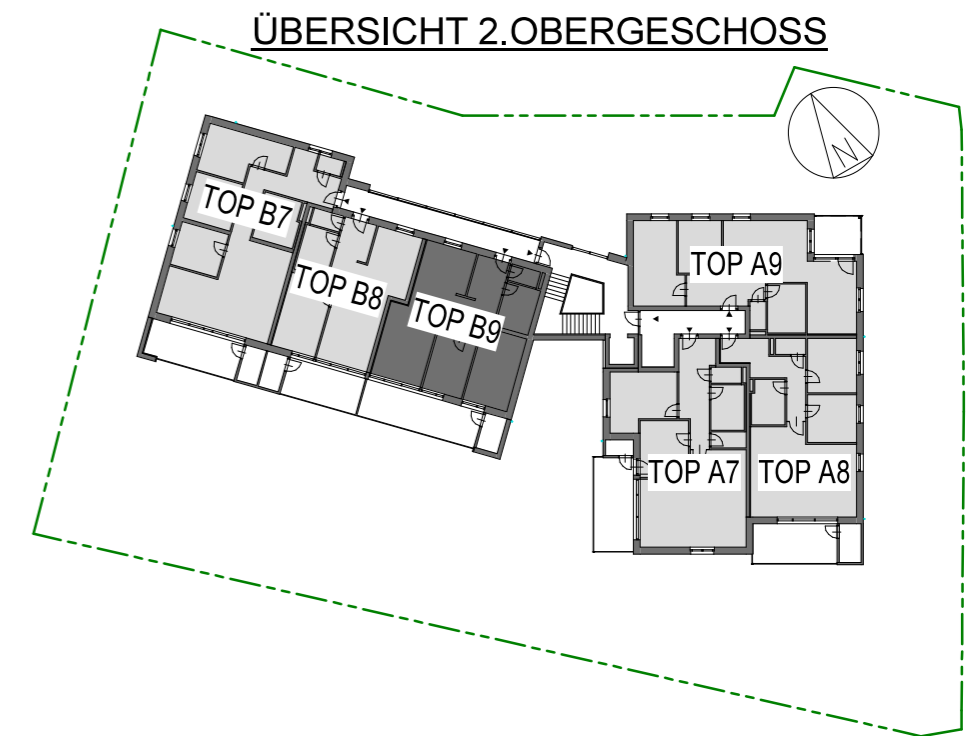 ÜBERSICHT 2.OBERGESCHOSS
N
TOP B7
TOP B8
TOP B9
TOP A9
TOP A7
TOP A8